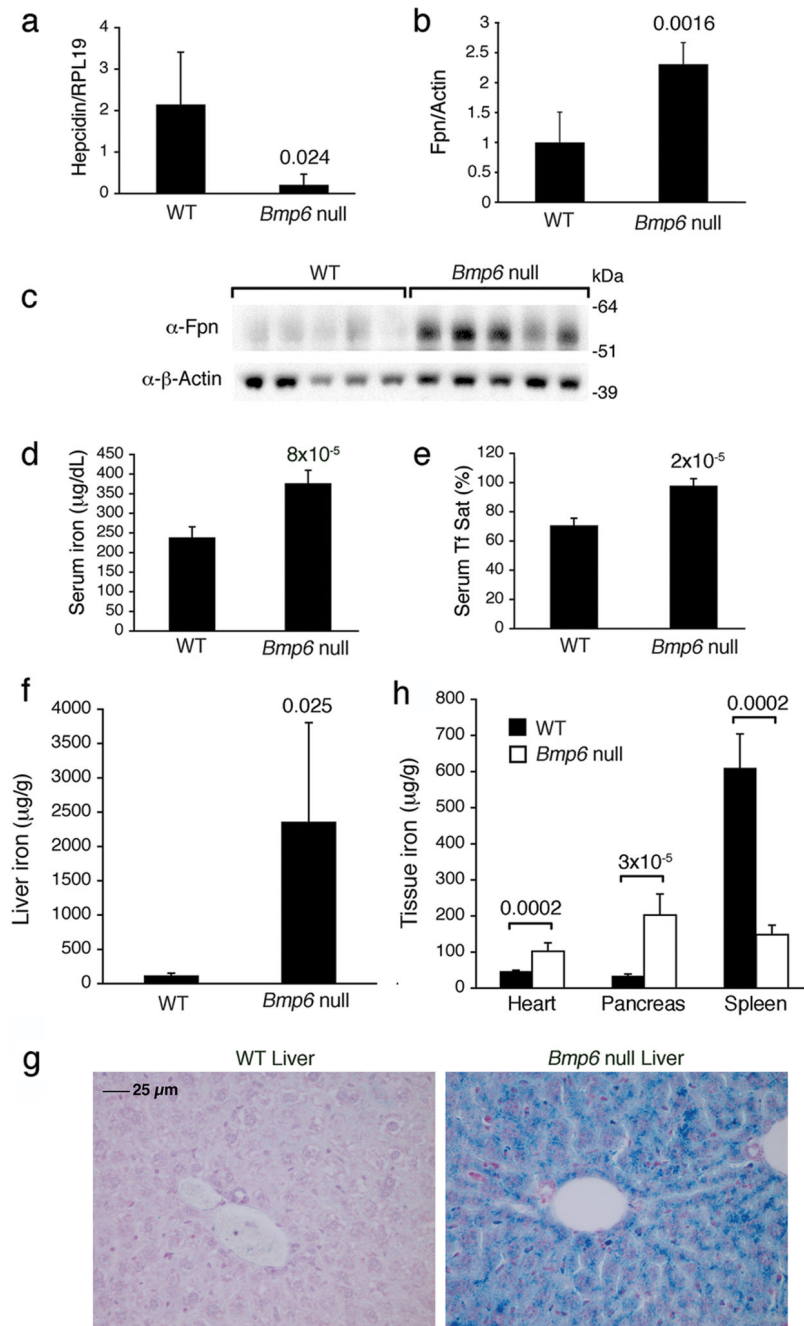 a
Hepcidin/RPL19
4
3
2
1
0
0.024
WT
Bmp6 null
b
Fpn/Actin
3
2.5
2
1.5
1
0.5
0
0.0016
WT
Bmp6 null
c
WT
Bmp6 null
kDa
α-Fpn
-64
-51
α-β-Actin
-39
d
Serum iron (μg/dL)
450
400
350
300
250
200
150
100
50
0
8x10⁻⁵
WT
Bmp6 null
e
Serum Tf Sat (%)
120
100
80
60
40
20
0
2x10⁻⁵
WT
Bmp6 null
f
Liver iron (μg/g)
4000
3500
3000
2500
2000
1500
1000
500
0
0.025
WT
Bmp6 null
h
Tissue iron (μg/g)
800
700
600
500
400
300
200
100
0
WT
Bmp6 null
0.0002
3x10⁻⁵
0.0002
Heart
Pancreas
Spleen
g
WT Liver
25 μm
Bmp6 null Liver